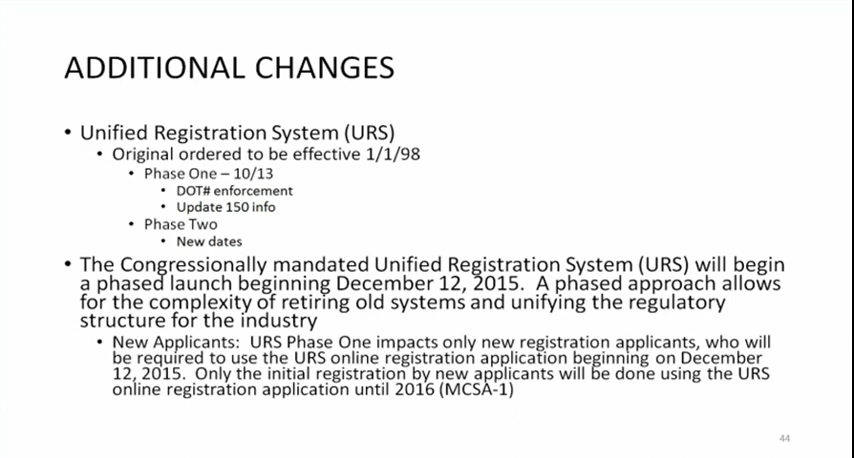 ADDITIONAL CHANGES
• Unified Registration System (URS)
• Original ordered to be effective 1/1/98
• Phase One – 10/13
• DOT# enforcement
• Update 150 info
• Phase Two
• New dates
• The Congressionally mandated Unified Registration System (URS) will begin
a phased launch beginning December 12, 2015.  A phased approach allows
for the complexity of retiring old systems and unifying the regulatory
structure for the industry
• New Applicants:  URS Phase One impacts only new registration applicants, who will
be required to use the URS online registration application beginning on December
12, 2015.  Only the initial registration by new applicants will be done using the URS
online registration application until 2016 (MCSA-1)
44